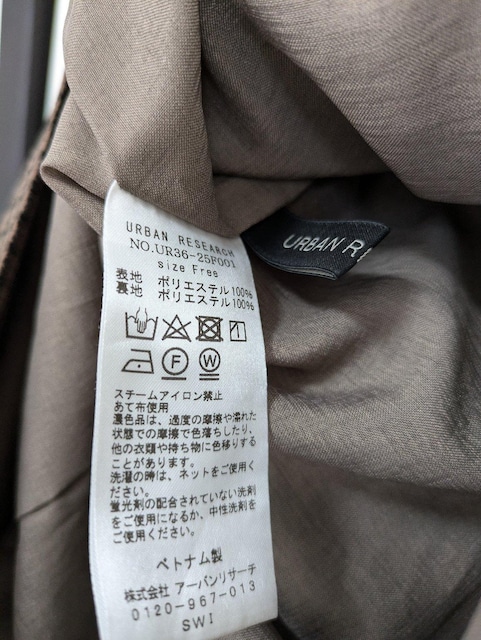 URBAN RESEARCH
NO.UR36-25F001
size Free
表地 ポリエステル100%
裏地 ポリエステル100%
F W
スチームアイロン禁止
あて布使用
濃色品は、過度の摩擦や濡れた
状態での摩擦で色落ちしたり、
他の衣類や持ち物に色移りする
ことがあります。
洗濯の時は、ネットをご使用く
ださい。
蛍光剤の配合されていない洗剤
をご使用になるか、中性洗剤を
ご使用ください。
ベトナム製
株式会社 アーバンリサーチ
0120-967-013
SWI
URBAN R